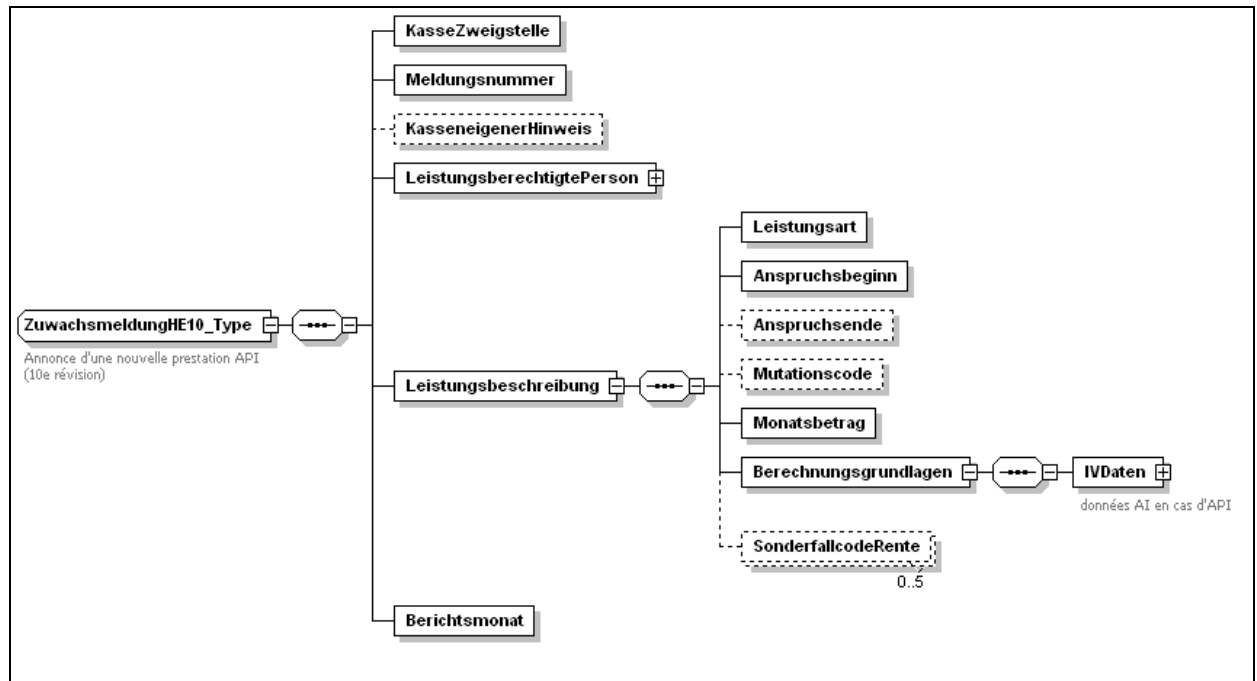 KasseZweigstelle
Meldungsnummer
KasseneigenerHinweis
LeistungsberechtigtePerson
ZuwachsmeldungHE10_Type
Annonce d'une nouvelle prestation API
(10e révision)
Leistungsbeschreibung
Leistungsart
Anspruchsbeginn
Anspruchsende
Mutationscode
Monatsbetrag
Berechnungsgrundlagen
IVDaten
données AI en cas d'API
SonderfallcodeRente
0..5
Berichtsmonat